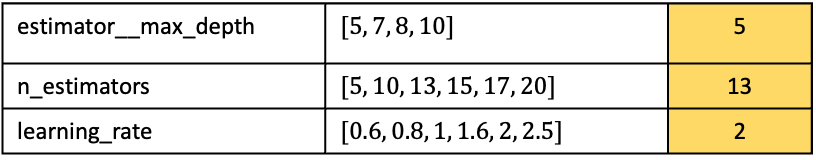 estimator__max_depth [5, 7, 8, 10] 5
n_estimators [5, 10, 13, 15, 17, 20] 13
learning_rate [0.6, 0.8, 1, 1.6, 2, 2.5] 2